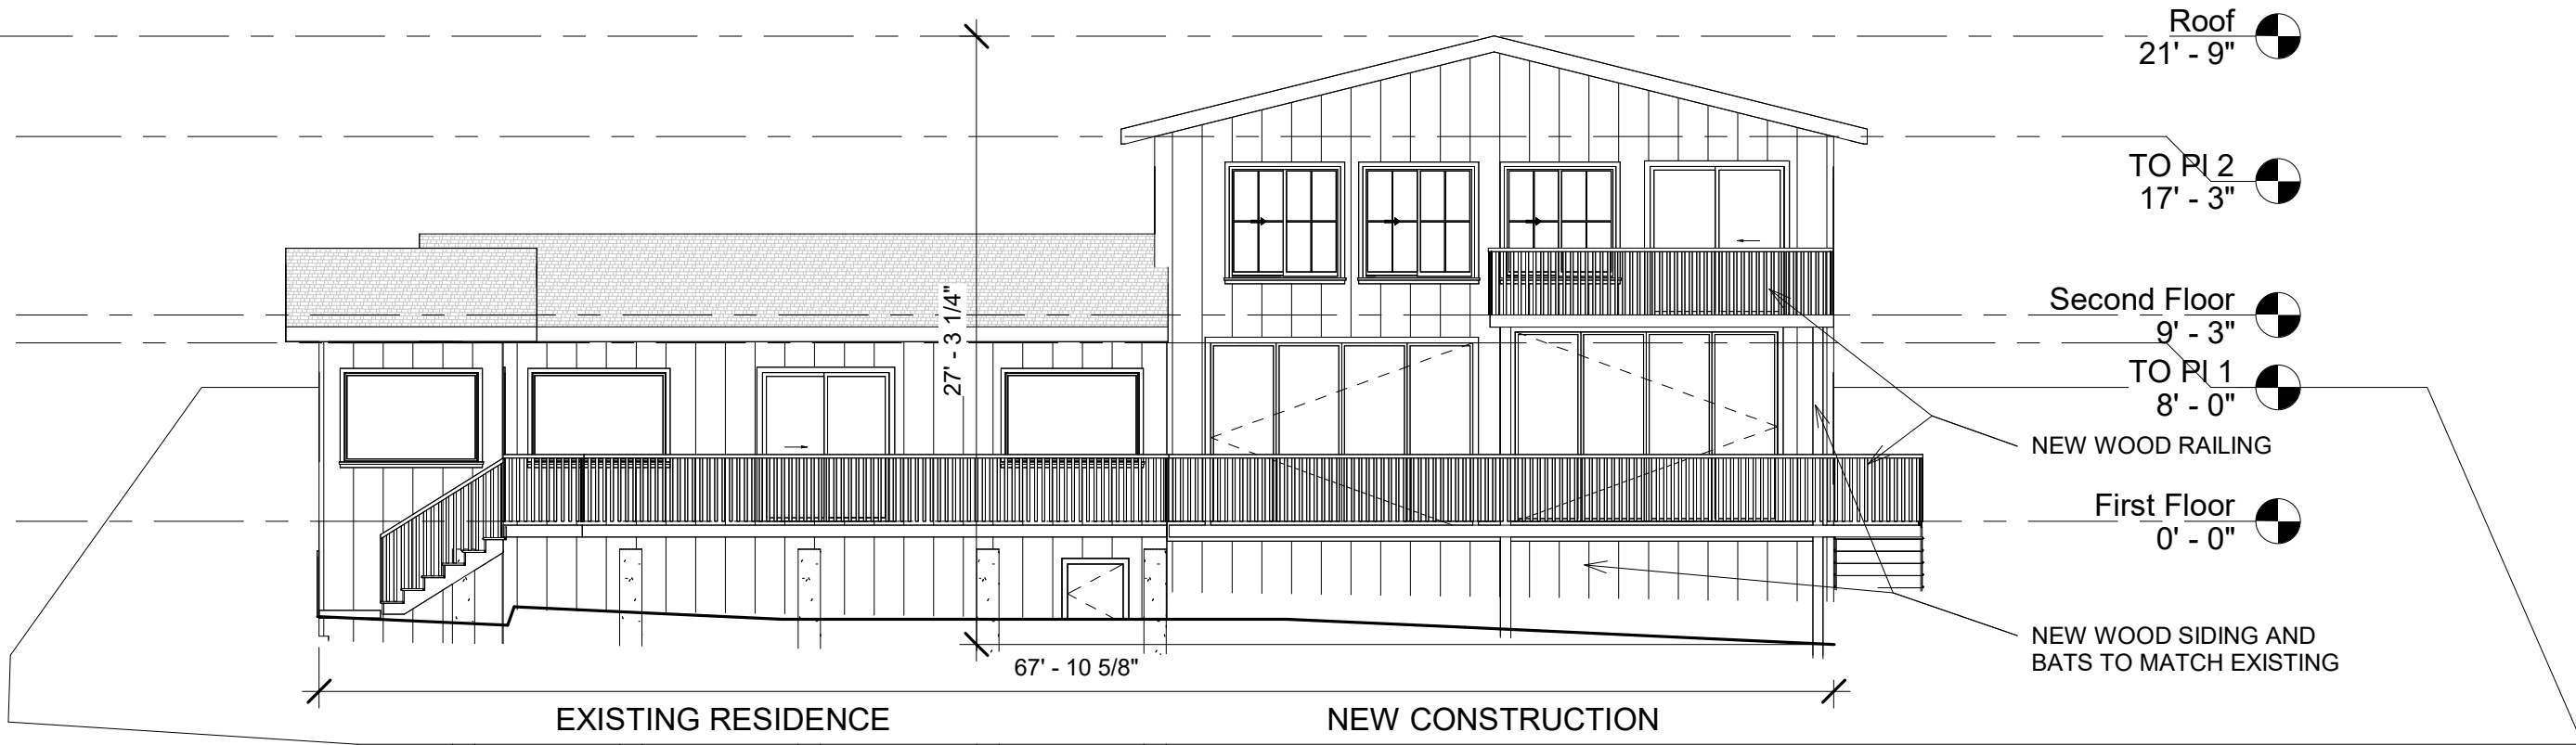 Roof
21' - 9"
TO Pl 2
17' - 3"
Second Floor
9' - 3"
TO Pl 1
8' - 0"
NEW WOOD RAILING
First Floor
0' - 0"
NEW WOOD SIDING AND
BATS TO MATCH EXISTING
27' - 3 1/4"
67' - 10 5/8"
EXISTING RESIDENCE
NEW CONSTRUCTION